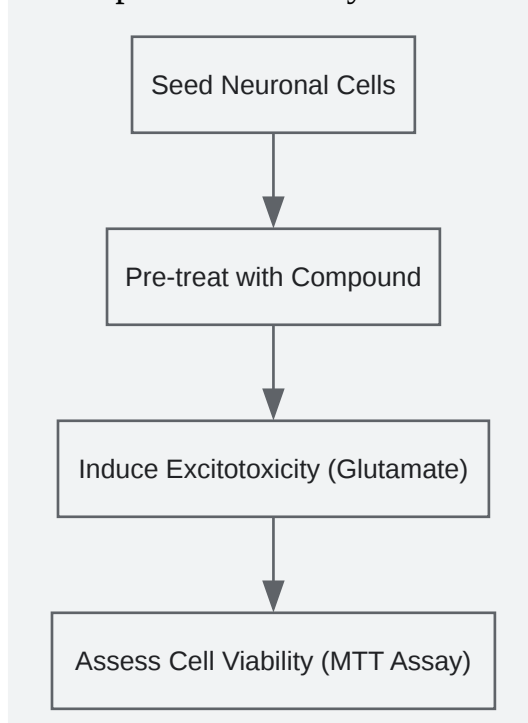 Seed Neuronal Cells
Pre-treat with Compound
Induce Excitotoxicity (Glutamate)
Assess Cell Viability (MTT Assay)